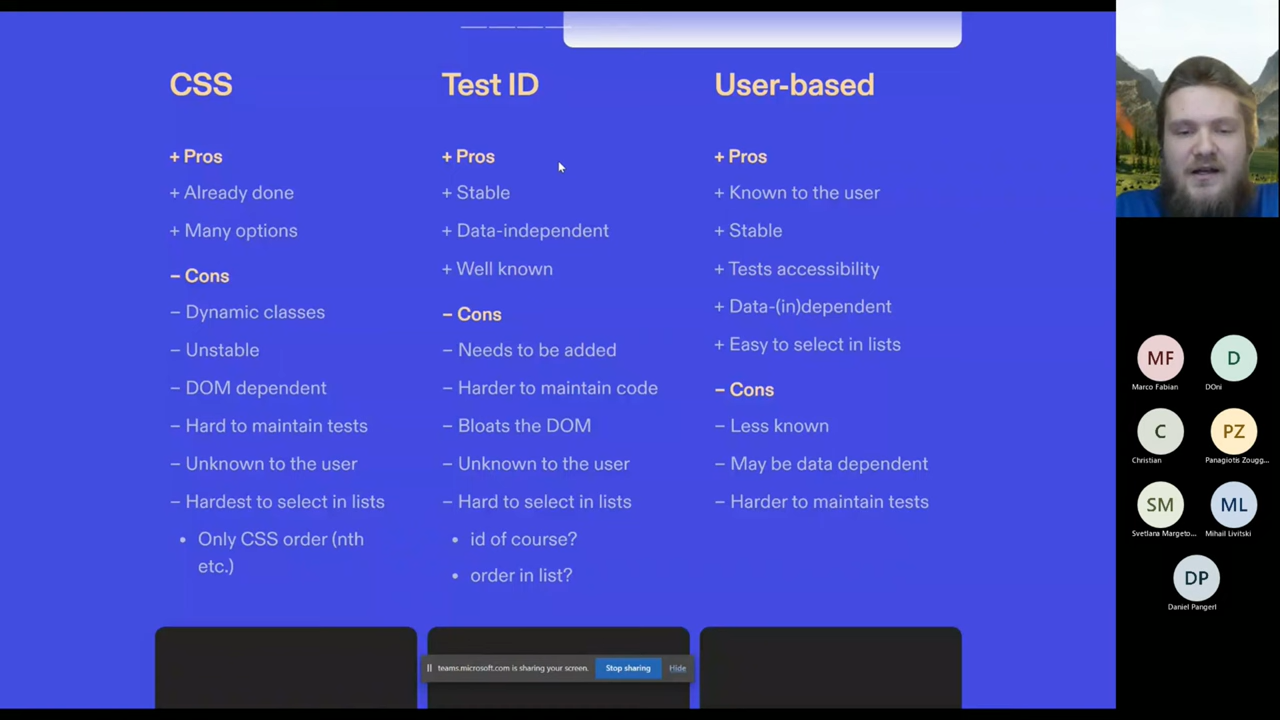 CSS
+ Pros
+ Already done
+ Many options
– Cons
– Dynamic classes
– Unstable
– DOM dependent
– Hard to maintain tests
– Unknown to the user
– Hardest to select in lists
• Only CSS order (nth
etc.)
Test ID
+ Pros
+ Stable
+ Data-independent
+ Well known
– Cons
– Needs to be added
– Harder to maintain code
– Bloats the DOM
– Unknown to the user
– Hard to select in lists
• id of course?
• order in list?
User-based
+ Pros
+ Known to the user
+ Stable
+ Tests accessibility
+ Data-(in)dependent
+ Easy to select in lists
– Cons
– Less known
– May be data dependent
– Harder to maintain tests
teams.microsoft.com is sharing your screen.
Stop sharing
Hide
MF
Marco Fabian
D
DOni
C
Christian
PZ
Panagiotis Zougg...
SM
Svetlana Margeto...
ML
Mihail Livitski
DP
Daniel Pangerl